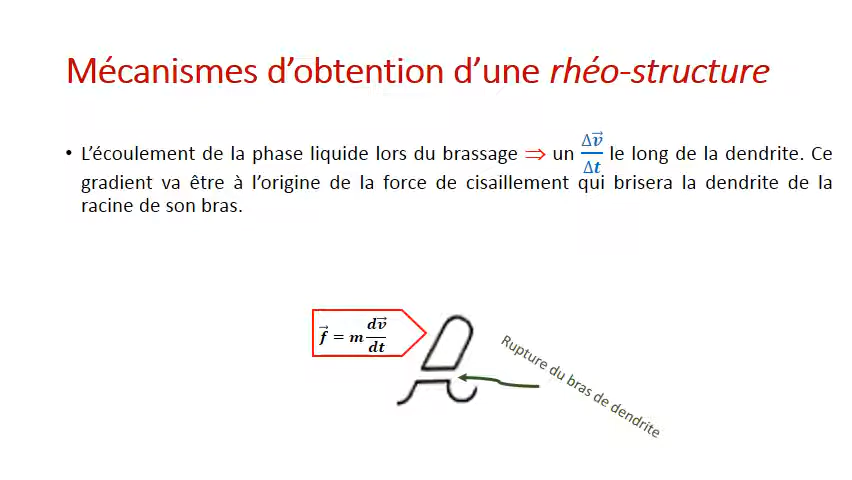 Mécanismes d’obtention d’une rhéo-structure
• L’écoulement de la phase liquide lors du brassage ⇒ un Δv⃗/Δt le long de la dendrite. Ce
gradient va être à l’origine de la force de cisaillement qui brisera la dendrite de la
racine de son bras.
f⃗ = m dv⃗/dt
Rupture du bras de dendrite